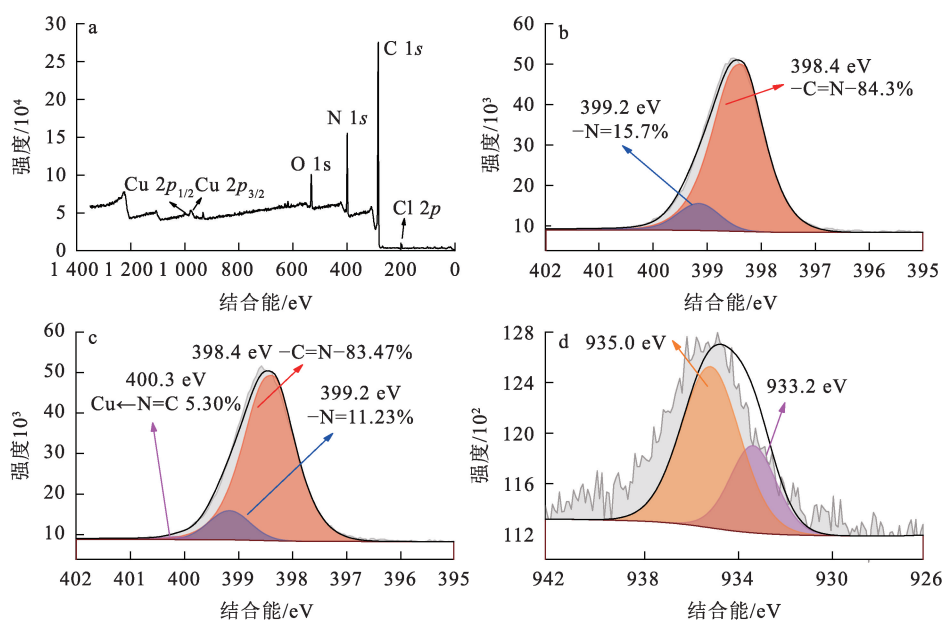 a
30
25
20
15
10
5
0
强度/10⁴
C 1s
N 1s
O 1s
Cu 2p₁/₂ Cu 2p₃/₂
Cl 2p
1 400 1 200 1 000 800 600 400 200 0
结合能/eV
b
60
50
40
30
20
10
强度/10³
398.4 eV
−C=N−84.3%
399.2 eV
−N=15.7%
402 401 400 399 398 397 396 395
结合能/eV
c
60
50
40
30
20
10
强度10³
398.4 eV −C=N−83.47%
400.3 eV
Cu←N=C 5.30%
399.2 eV
−N=11.23%
402 401 400 399 398 397 396 395
结合能/eV
d
128
124
120
116
112
强度/10²
935.0 eV
933.2 eV
942 938 934 930 926
结合能/eV